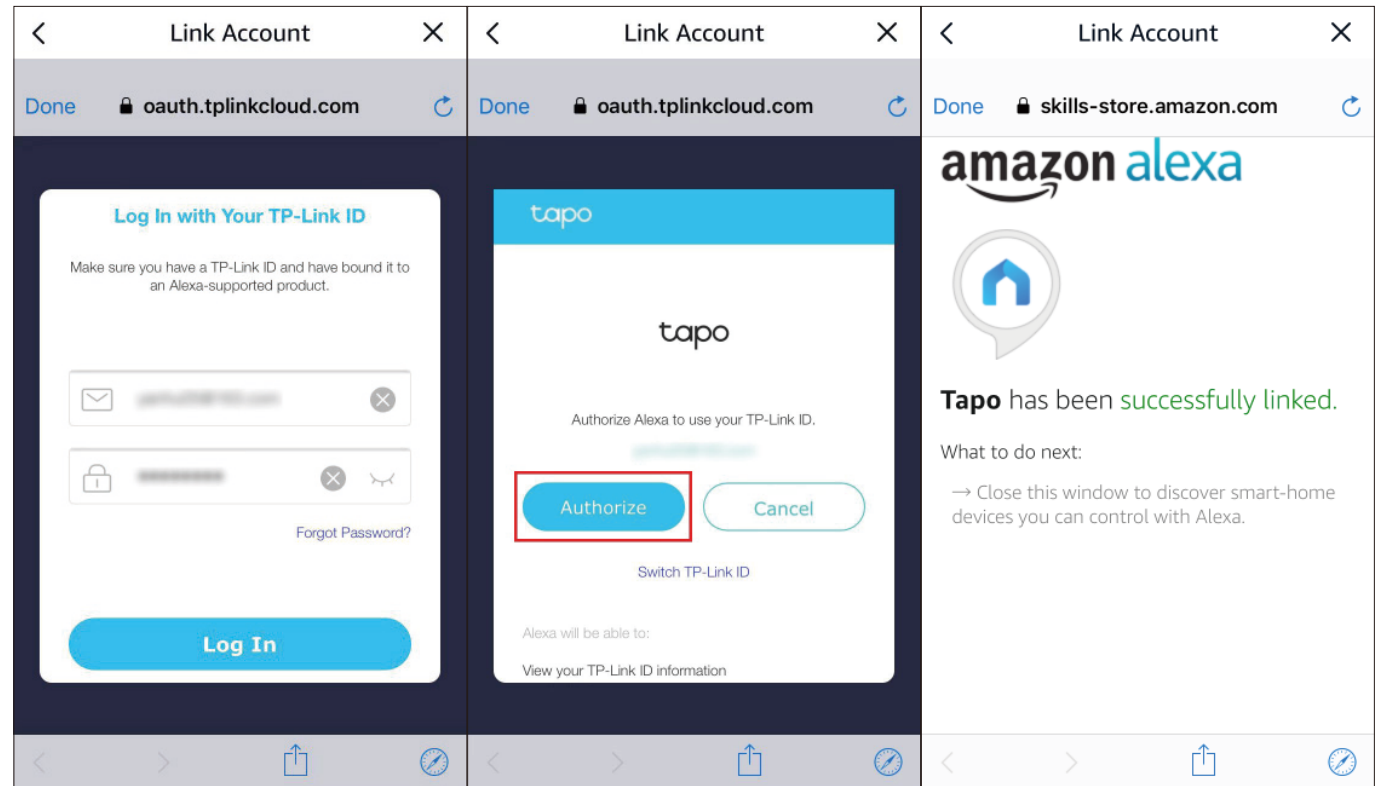 Link Account
Done
oauth.tplinkcloud.com
Log In with Your TP-Link ID
Make sure you have a TP-Link ID and have bound it to
an Alexa-supported product.
Forgot Password?
Log In
Link Account
Done
oauth.tplinkcloud.com
tapo
tapo
Authorize Alexa to use your TP-Link ID.
Authorize
Cancel
Switch TP-Link ID
Alexa will be able to:
View your TP-Link ID information
Link Account
Done
skills-store.amazon.com
amazon alexa
Tapo has been successfully linked.
What to do next:
→ Close this window to discover smart-home
devices you can control with Alexa.